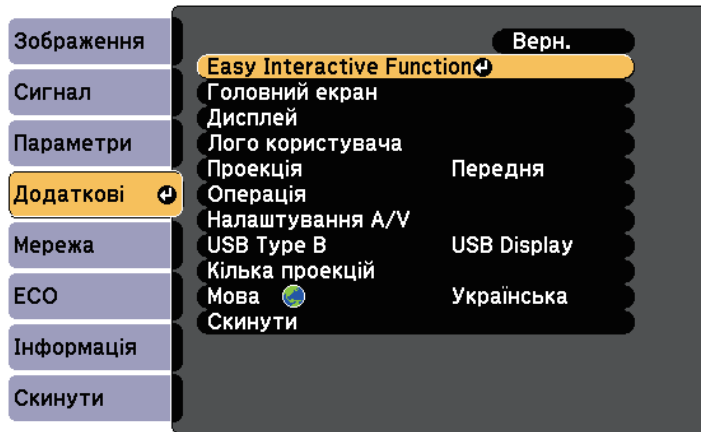 Зображення
Сигнал
Параметри
Додаткові
Мережа
ECO
Інформація
Скинути
Верн.
Easy Interactive Function
Головний екран
Дисплей
Лого користувача
Проекція Передня
Операція
Налаштування A/V
USB Type B USB Display
Кілька проекцій
Мова Українська
Скинути